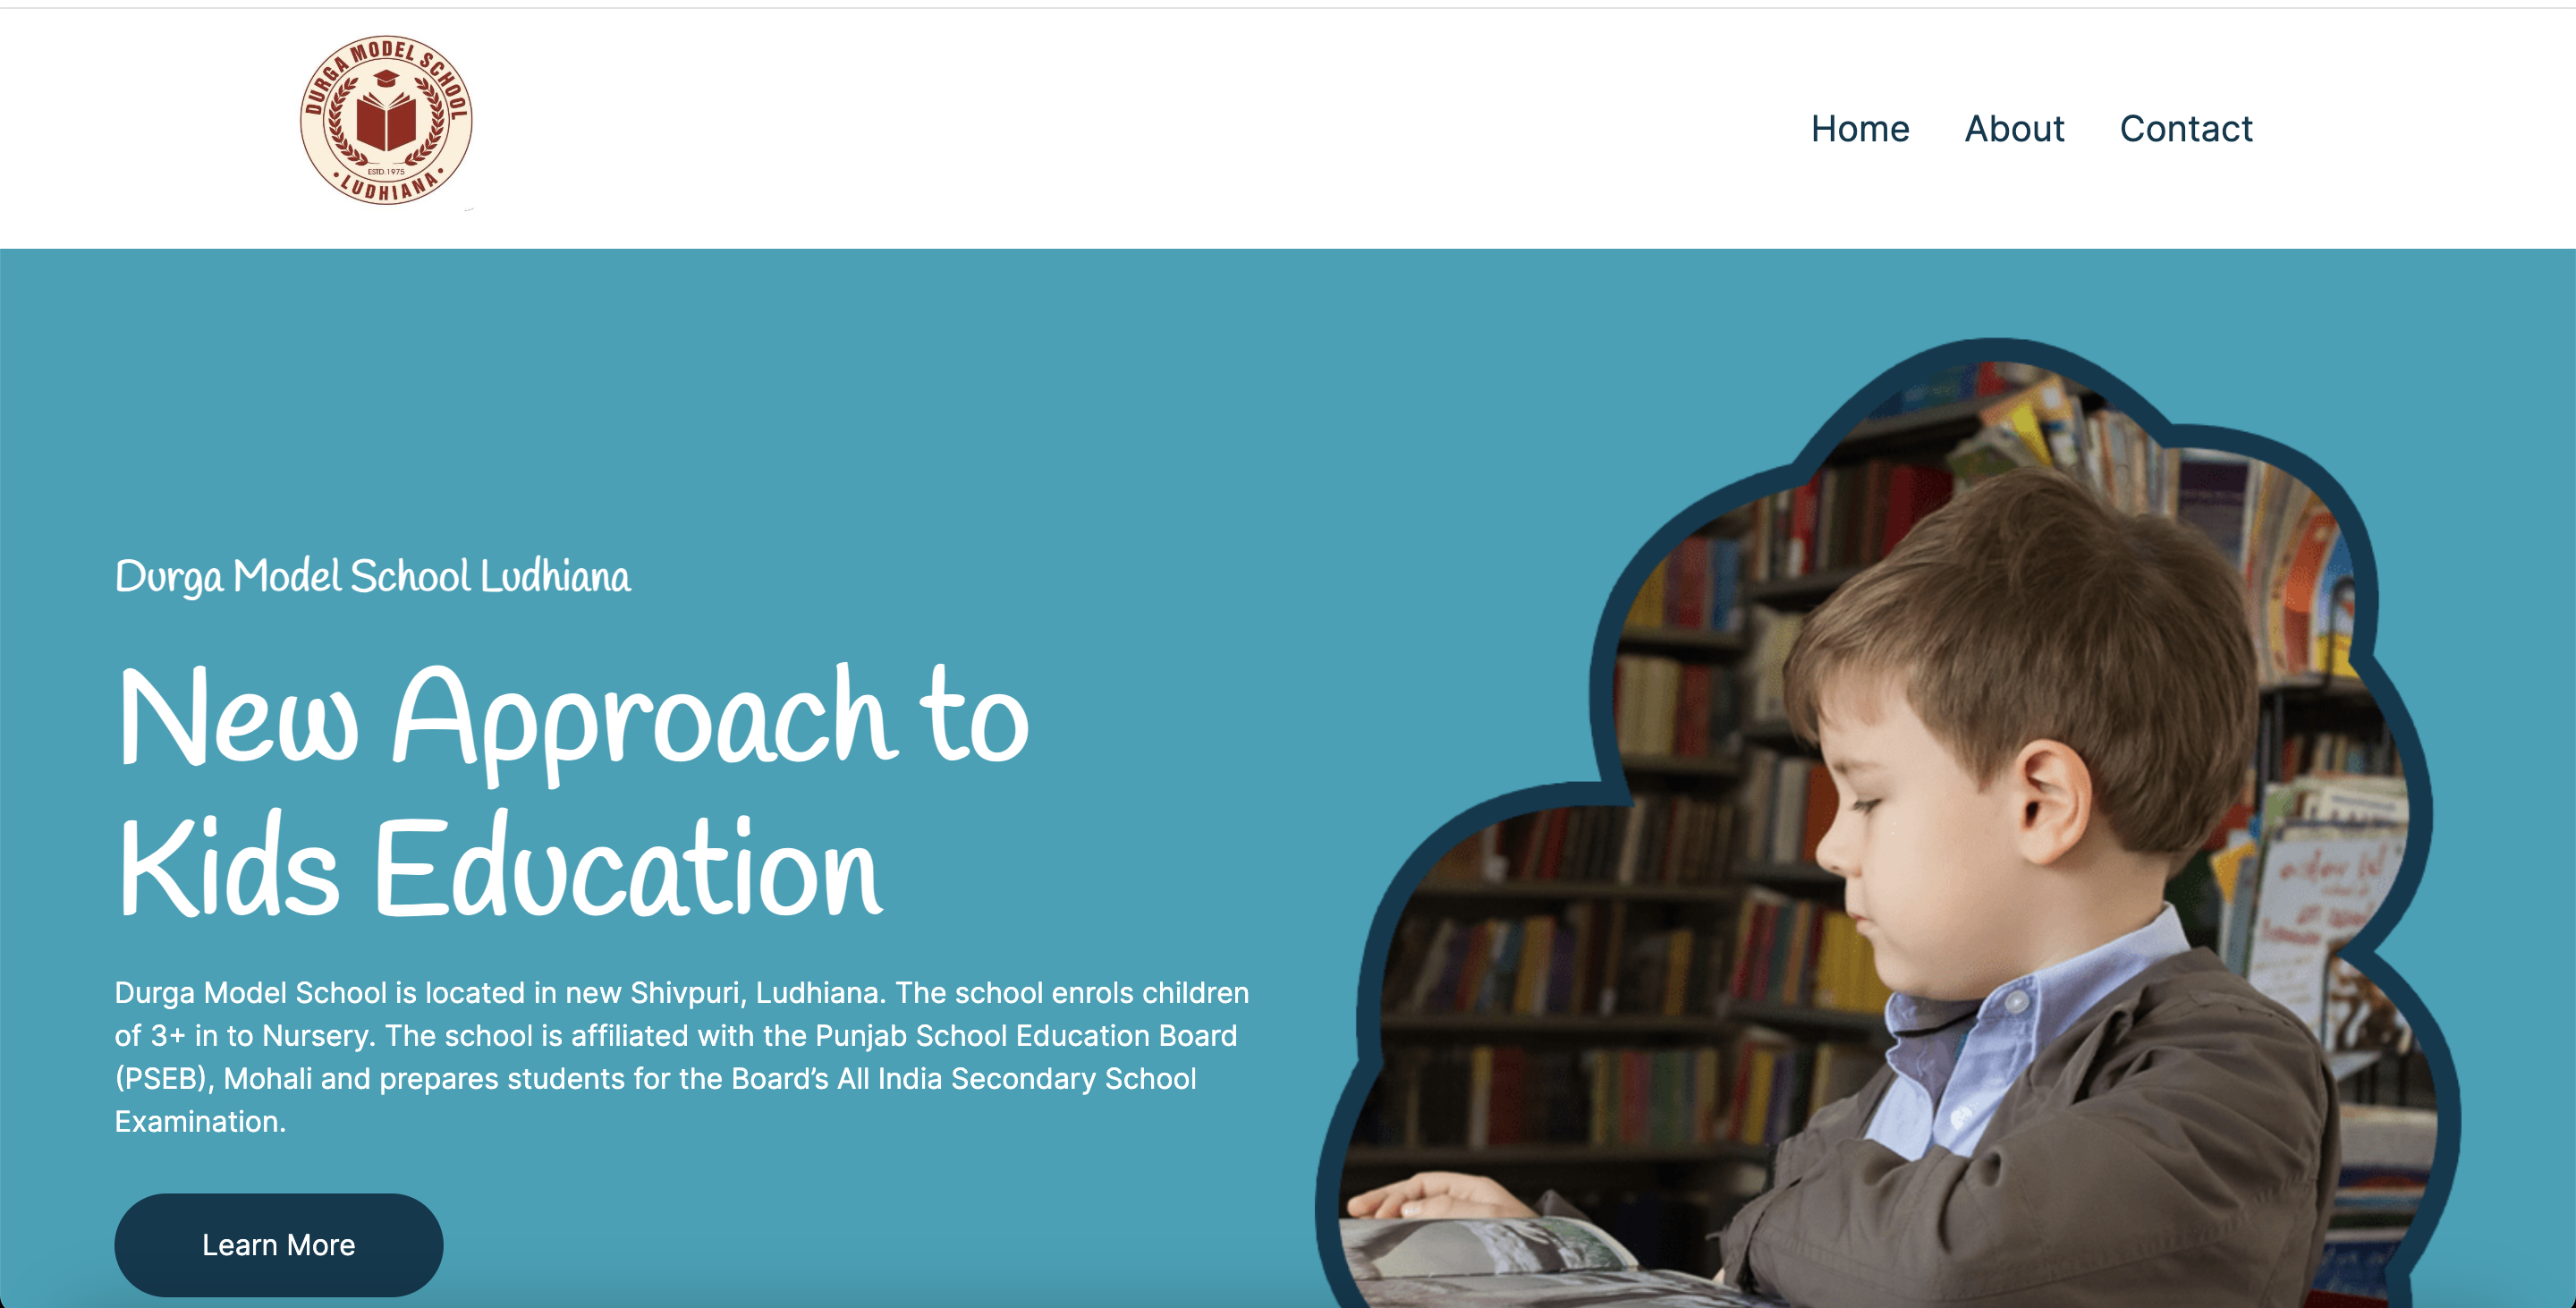 DURGA MODEL SCHOOL
ESTD.1975
• LUDHIANA •
Home
About
Contact
Durga Model School Ludhiana
New Approach to
Kids Education
Durga Model School is located in new Shivpuri, Ludhiana. The school enrols children
of 3+ in to Nursery. The school is affiliated with the Punjab School Education Board
(PSEB), Mohali and prepares students for the Board’s All India Secondary School
Examination.
Learn More